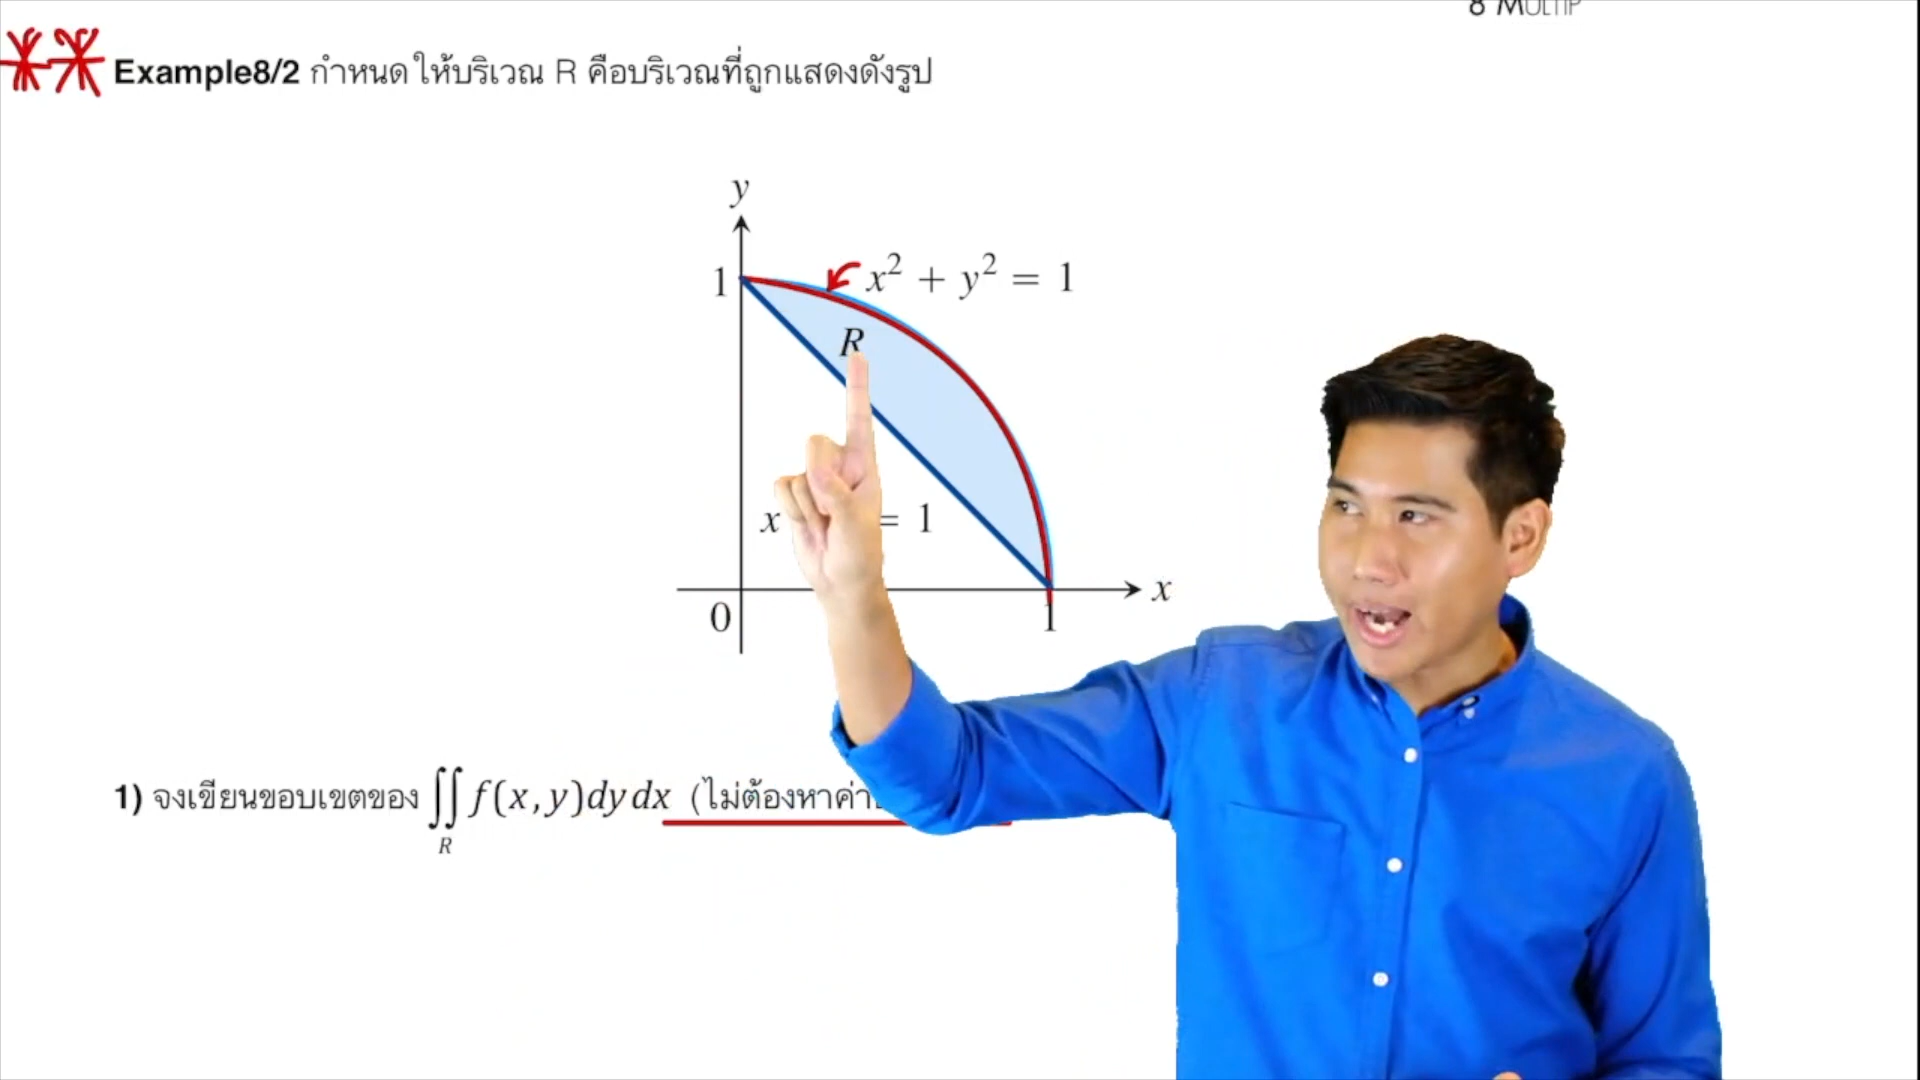 8 MULTIP
Example8/2 กำหนดให้บริเวณ R คือบริเวณที่ถูกแสดงดังรูป
y
1
x² + y² = 1
R
x = 1
x
0
1
1) จงเขียนขอบเขตของ ∬ f(x, y)dy dx (ไม่ต้องหาค่า
R